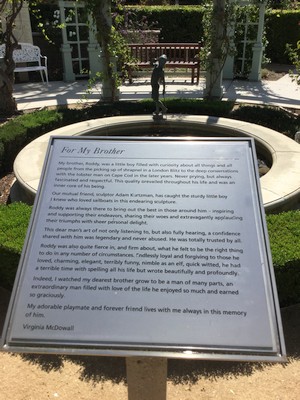 For My Brother
My brother, Roddy, was a little boy filled with curiosity about all things and all
people from the picking up of shrapnel in a London Blitz to the deep conversations
with the lobster man on Cape Cod in the later years. Never prying, but always
fascinated and respectful. This quality enveloped throughout his life and was an
inner core of his being.
Our mutual friend, sculptor Adam Kurtzman, has caught the sturdy little boy
I knew who loved sailboats in this endearing sculpture.
Roddy was always there to bring out the best in those around him - inspiring
and supporting their endeavors, sharing their woes and extravagantly applauding
their triumphs with sheer personal delight.
This dear man's art of not only listening to, but also fully hearing, a confidence
shared with him was legendary and never abused. He was totally trusted by all.
Roddy was also quite fierce in, and firm about, what he felt to be the right thing
to do in any number of circumstances. Endlessly loyal and forgiving to those he
loved, charming, elegant, terribly funny, nimble as an elf, quick witted, he had
a terrible time with spelling all his life but wrote beautifully and profoundly.
Indeed, I watched my dearest brother grow to be a man of many parts, an
extraordinary man filled with love of the life he enjoyed so much and earned
so graciously.
My adorable playmate and forever friend lives with me always in this memory
of him.
Virginia McDowall